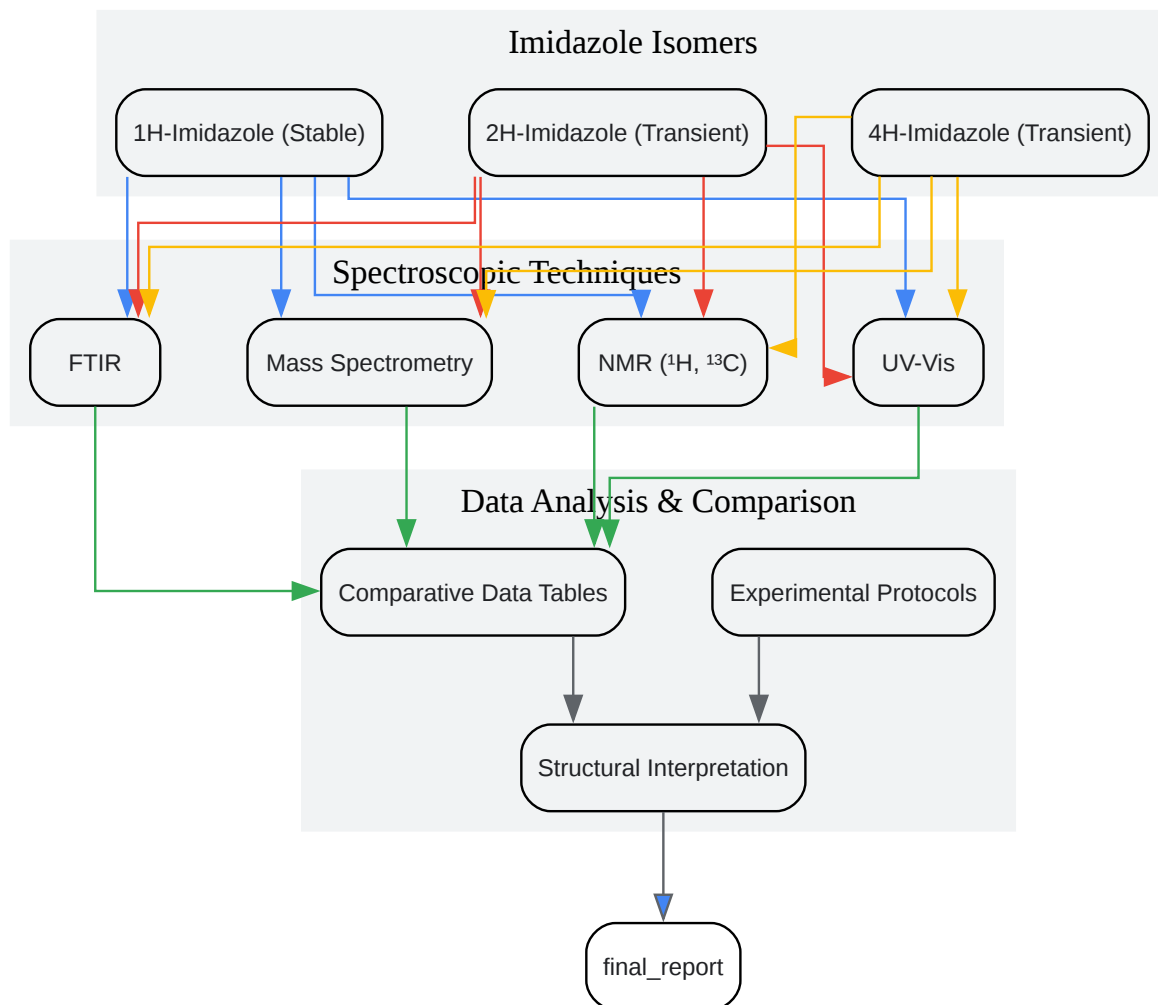 Imidazole Isomers
1H-Imidazole (Stable)
2H-Imidazole (Transient)
4H-Imidazole (Transient)
Spectroscopic Techniques
FTIR
Mass Spectrometry
NMR (¹H, ¹³C)
UV-Vis
Data Analysis & Comparison
Comparative Data Tables
Experimental Protocols
Structural Interpretation
final_report